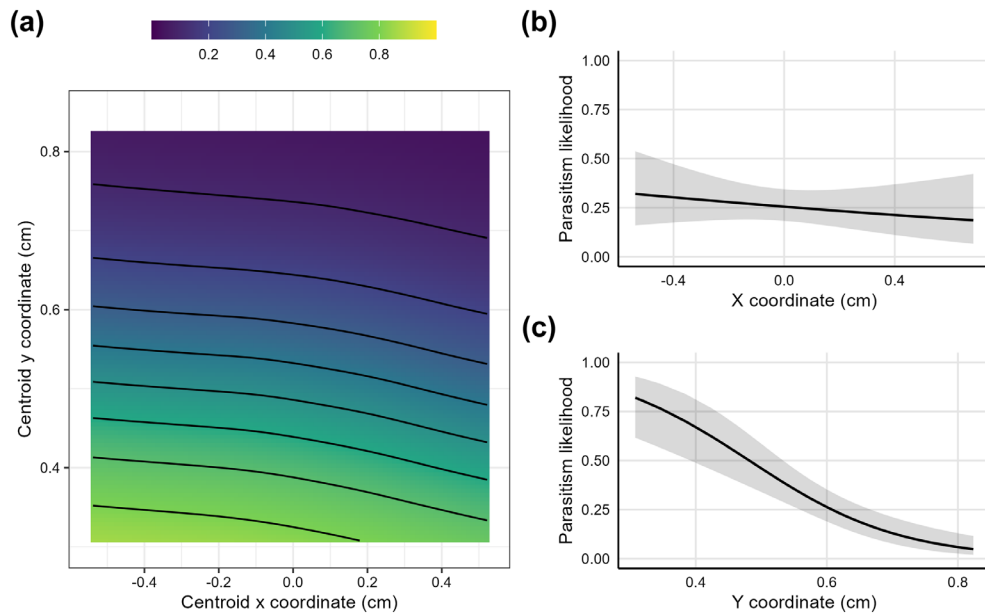 (a)
0.2 0.4 0.6 0.8
0.8
0.6
0.4
Centroid y coordinate (cm)
-0.4 -0.2 0.0 0.2 0.4
Centroid x coordinate (cm)
(b)
1.00
0.75
0.50
0.25
0.00
Parasitism likelihood
-0.4 0.0 0.4
X coordinate (cm)
(c)
1.00
0.75
0.50
0.25
0.00
Parasitism likelihood
0.4 0.6 0.8
Y coordinate (cm)